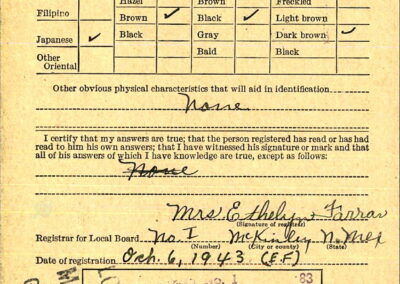 Hazel Brown Freckled
Filipino Brown ✓ Black ✓ Light brown
Japanese ✓ Black Gray Dark brown ✓
Other Oriental Bald Black
Other obvious physical characteristics that will aid in identification
None
I certify that my answers are true; that the person registered has read or has had
read to him his own answers; that I have witnessed his signature or mark and that
all of his answers of which I have knowledge are true, except as follows:
None
Mrs Ethelyn Farrar
(Signature of registrar)
Registrar for Local Board No. I McKinley N. Mex
(Number) (City or county) (State)
Date of registration Oct. 6, 1943 (E.F)
1 83